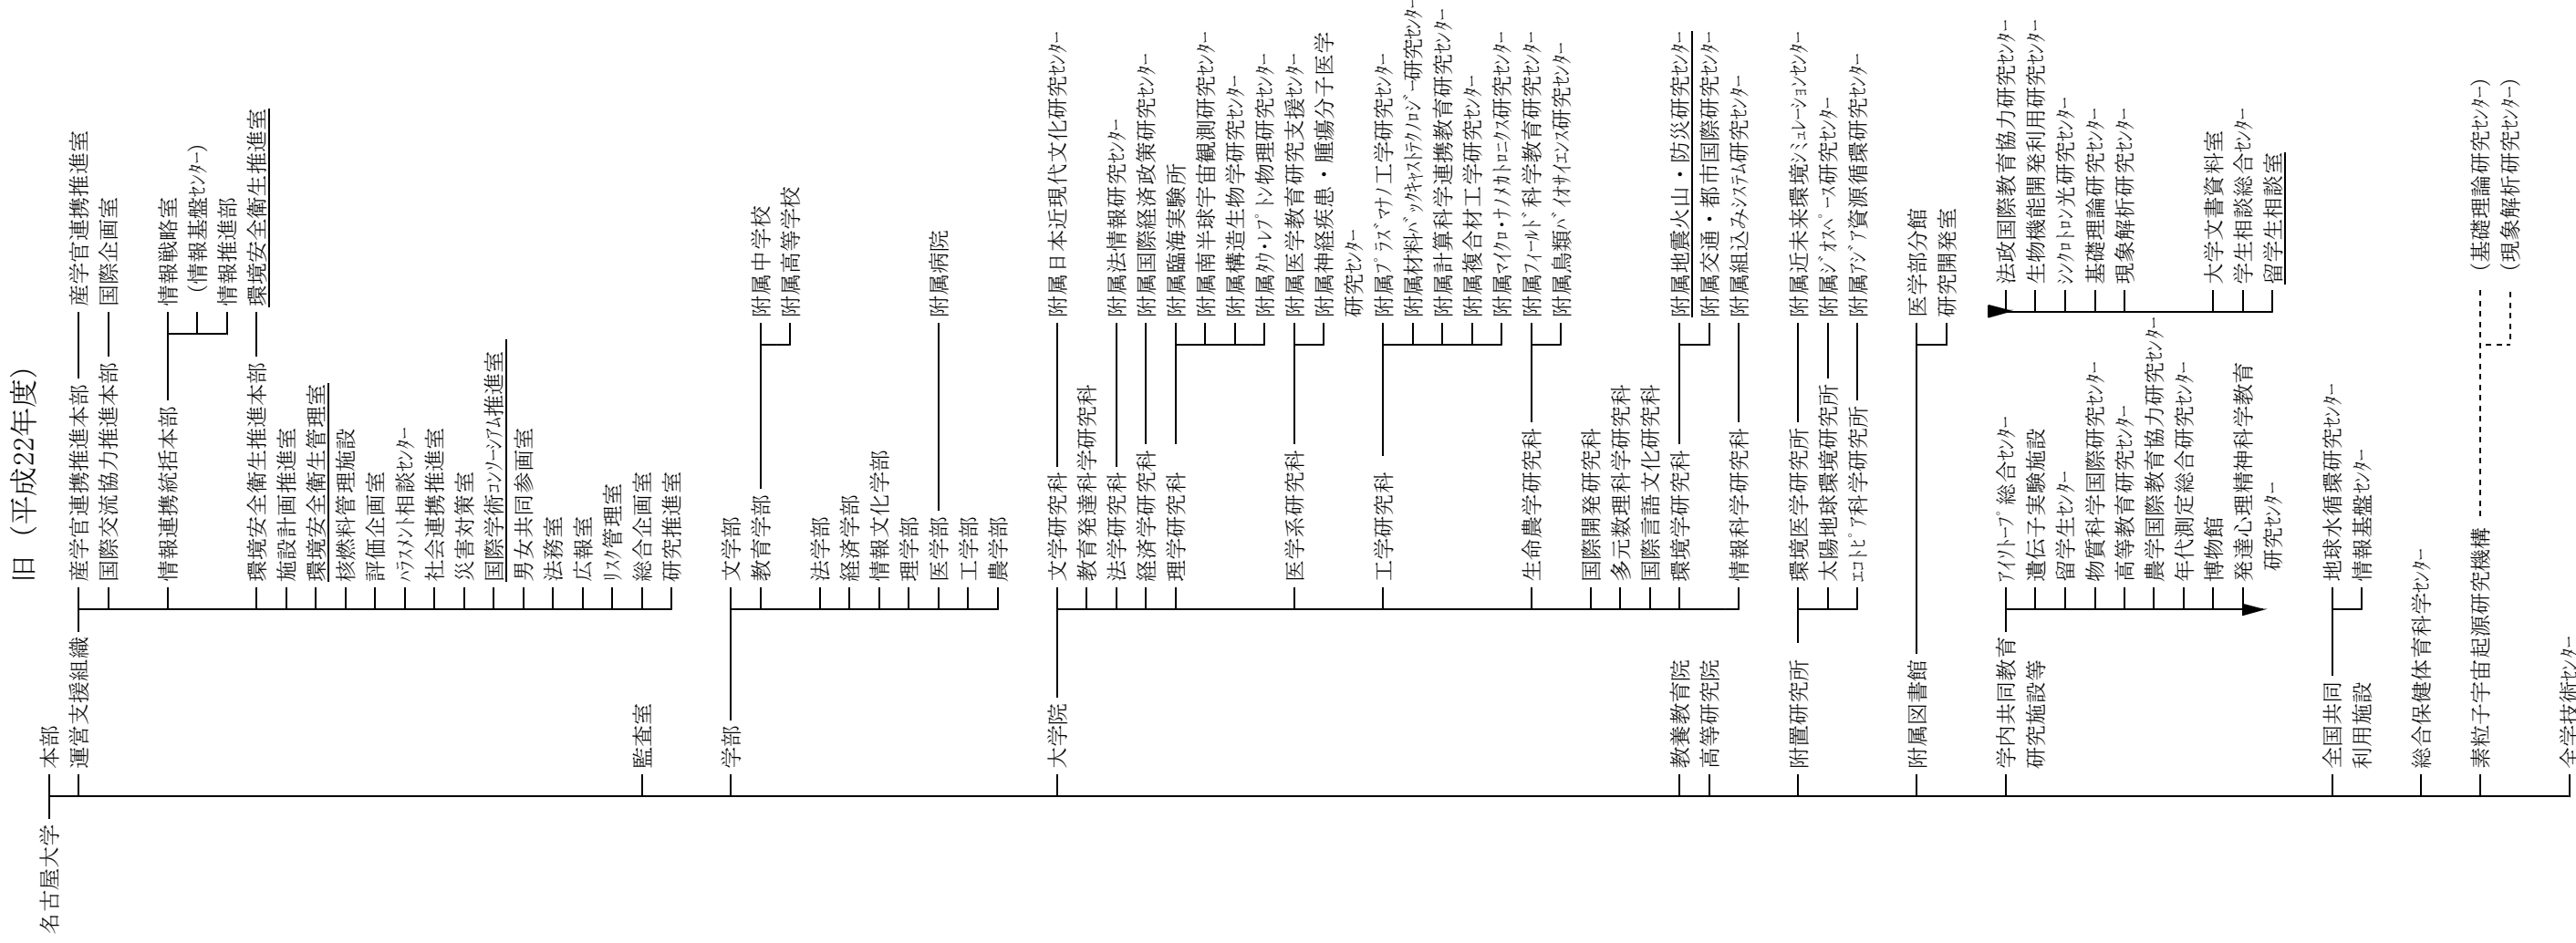 旧（平成22年度）
名古屋大学
本部
運営支援組織
産学官連携推進本部
産学官連携推進室
国際交流協力推進本部
国際企画室
情報連携統括本部
情報戦略室
（情報基盤ｾﾝﾀｰ）
情報推進部
環境安全衛生推進本部
環境安全衛生推進室
施設計画推進室
環境安全衛生管理室
核燃料管理施設
評価企画室
ﾊﾗｽﾒﾝﾄ相談ｾﾝﾀｰ
社会連携推進室
災害対策室
国際学術ｺﾝｿｰｼｱﾑ推進室
男女共同参画室
法務室
広報室
ﾘｽｸ管理室
総合企画室
研究推進室
監査室
学部
文学部
教育学部
附属中学校
附属高等学校
法学部
経済学部
情報文化学部
理学部
医学部
附属病院
工学部
農学部
大学院
文学研究科
附属日本近現代文化研究ｾﾝﾀｰ
教育発達科学研究科
法学研究科
附属法情報研究ｾﾝﾀｰ
経済学研究科
附属国際経済政策研究ｾﾝﾀｰ
理学研究科
附属臨海実験所
附属南半球宇宙観測研究ｾﾝﾀｰ
附属構造生物学研究ｾﾝﾀｰ
附属ﾀｳ・ﾚﾌﾟﾄﾝ物理研究ｾﾝﾀｰ
医学系研究科
附属医学教育研究支援ｾﾝﾀｰ
附属神経疾患・腫瘍分子医学
研究ｾﾝﾀｰ
工学研究科
附属ﾌﾟﾗｽﾞﾏﾅﾉ工学研究ｾﾝﾀｰ
附属材料ﾊﾞｯｸｷｬｽﾄﾃｸﾉﾛｼﾞｰ研究ｾﾝﾀｰ
附属計算科学連携教育研究ｾﾝﾀｰ
附属複合材工学研究ｾﾝﾀｰ
附属ﾏｲｸﾛ・ﾅﾉﾒｶﾄﾛﾆｸｽ研究ｾﾝﾀｰ
生命農学研究科
附属ﾌｨｰﾙﾄﾞ科学教育研究ｾﾝﾀｰ
附属鳥類ﾊﾞｲｵｻｲｴﾝｽ研究ｾﾝﾀｰ
国際開発研究科
多元数理科学研究科
国際言語文化研究科
環境学研究科
附属地震火山・防災研究ｾﾝﾀｰ
附属交通・都市国際研究ｾﾝﾀｰ
情報科学研究科
附属組込みｼｽﾃﾑ研究ｾﾝﾀｰ
教養教育院
高等研究院
附置研究所
環境医学研究所
附属近未来環境ｼﾐｭﾚｰｼｮﾝｾﾝﾀｰ
太陽地球環境研究所
附属ｼﾞｵｽﾍﾟｰｽ研究ｾﾝﾀｰ
ｴｺﾄﾋﾟｱ科学研究所
附属ｱｼﾞｱ資源循環研究ｾﾝﾀｰ
附属図書館
医学部分館
研究開発室
学内共同教育
研究施設等
ｱｲｿﾄｰﾌﾟ総合ｾﾝﾀｰ
遺伝子実験施設
留学生ｾﾝﾀｰ
物質科学国際研究ｾﾝﾀｰ
高等教育研究ｾﾝﾀｰ
農学国際教育協力研究ｾﾝﾀｰ
年代測定総合研究ｾﾝﾀｰ
博物館
発達心理精神科学教育
研究ｾﾝﾀｰ
法政国際教育協力研究ｾﾝﾀｰ
生物機能開発利用研究ｾﾝﾀｰ
ｼﾝｸﾛﾄﾛﾝ光研究ｾﾝﾀｰ
基礎理論研究ｾﾝﾀｰ
現象解析研究ｾﾝﾀｰ
大学文書資料室
学生相談総合ｾﾝﾀｰ
留学生相談室
全国共同
利用施設
地球水循環研究ｾﾝﾀｰ
情報基盤ｾﾝﾀｰ
総合保健体育科学ｾﾝﾀｰ
素粒子宇宙起源研究機構
（基礎理論研究ｾﾝﾀｰ）
（現象解析研究ｾﾝﾀｰ）
全学技術ｾﾝﾀｰ